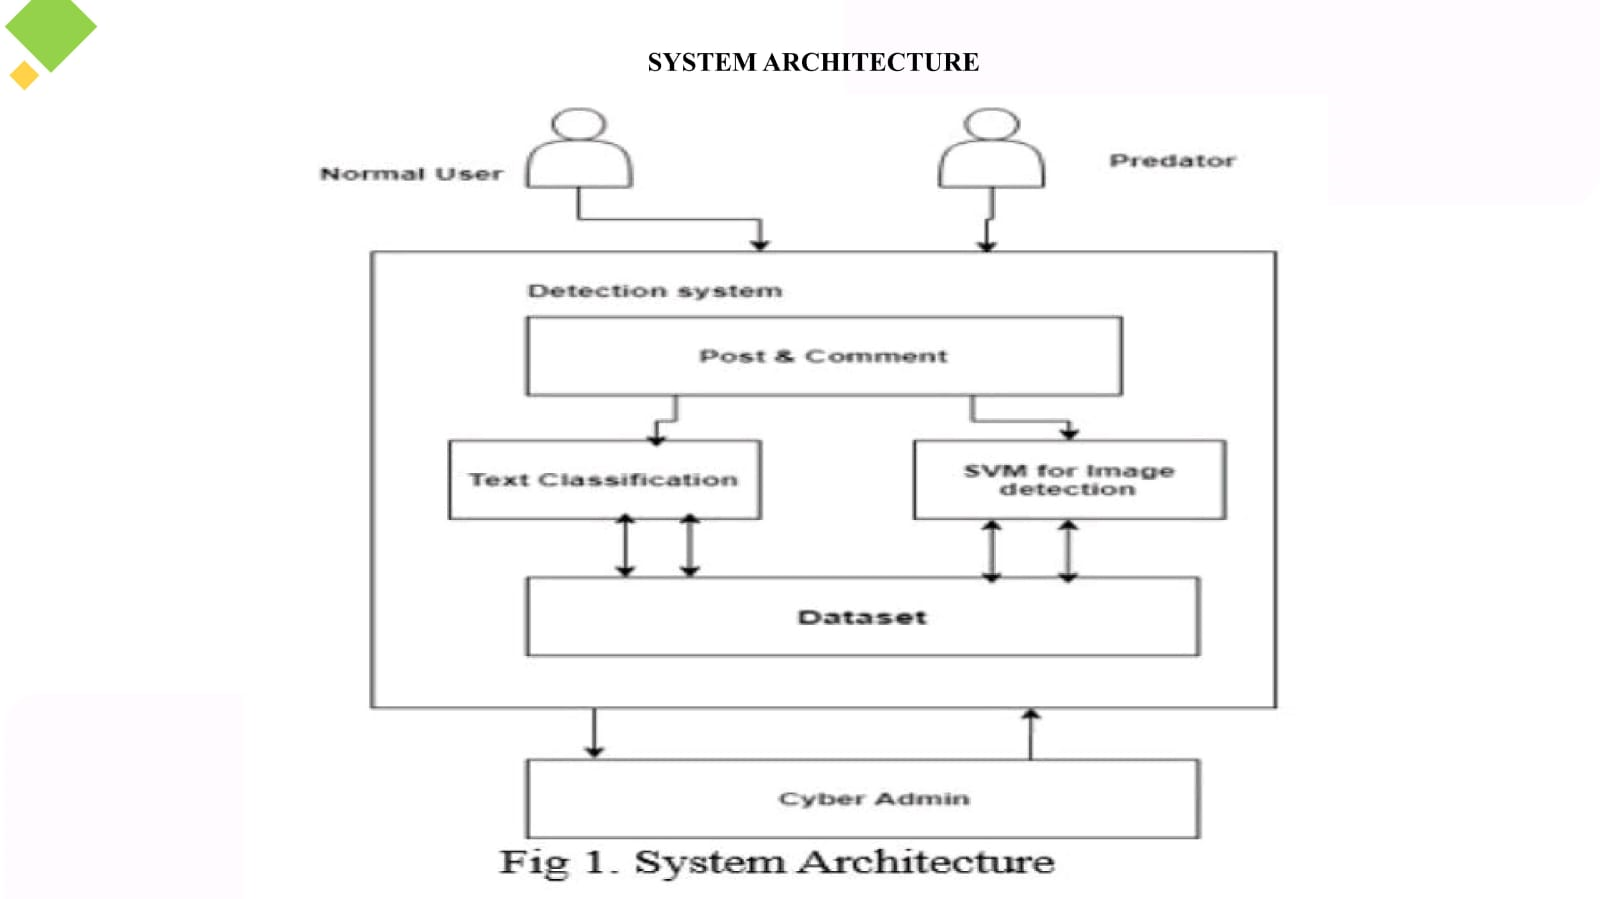 SYSTEM ARCHITECTURE
Normal User
Predator
Detection system
Post & Comment
Text Classification
SVM for Image
detection
Dataset
Cyber Admin
Fig 1. System Architecture